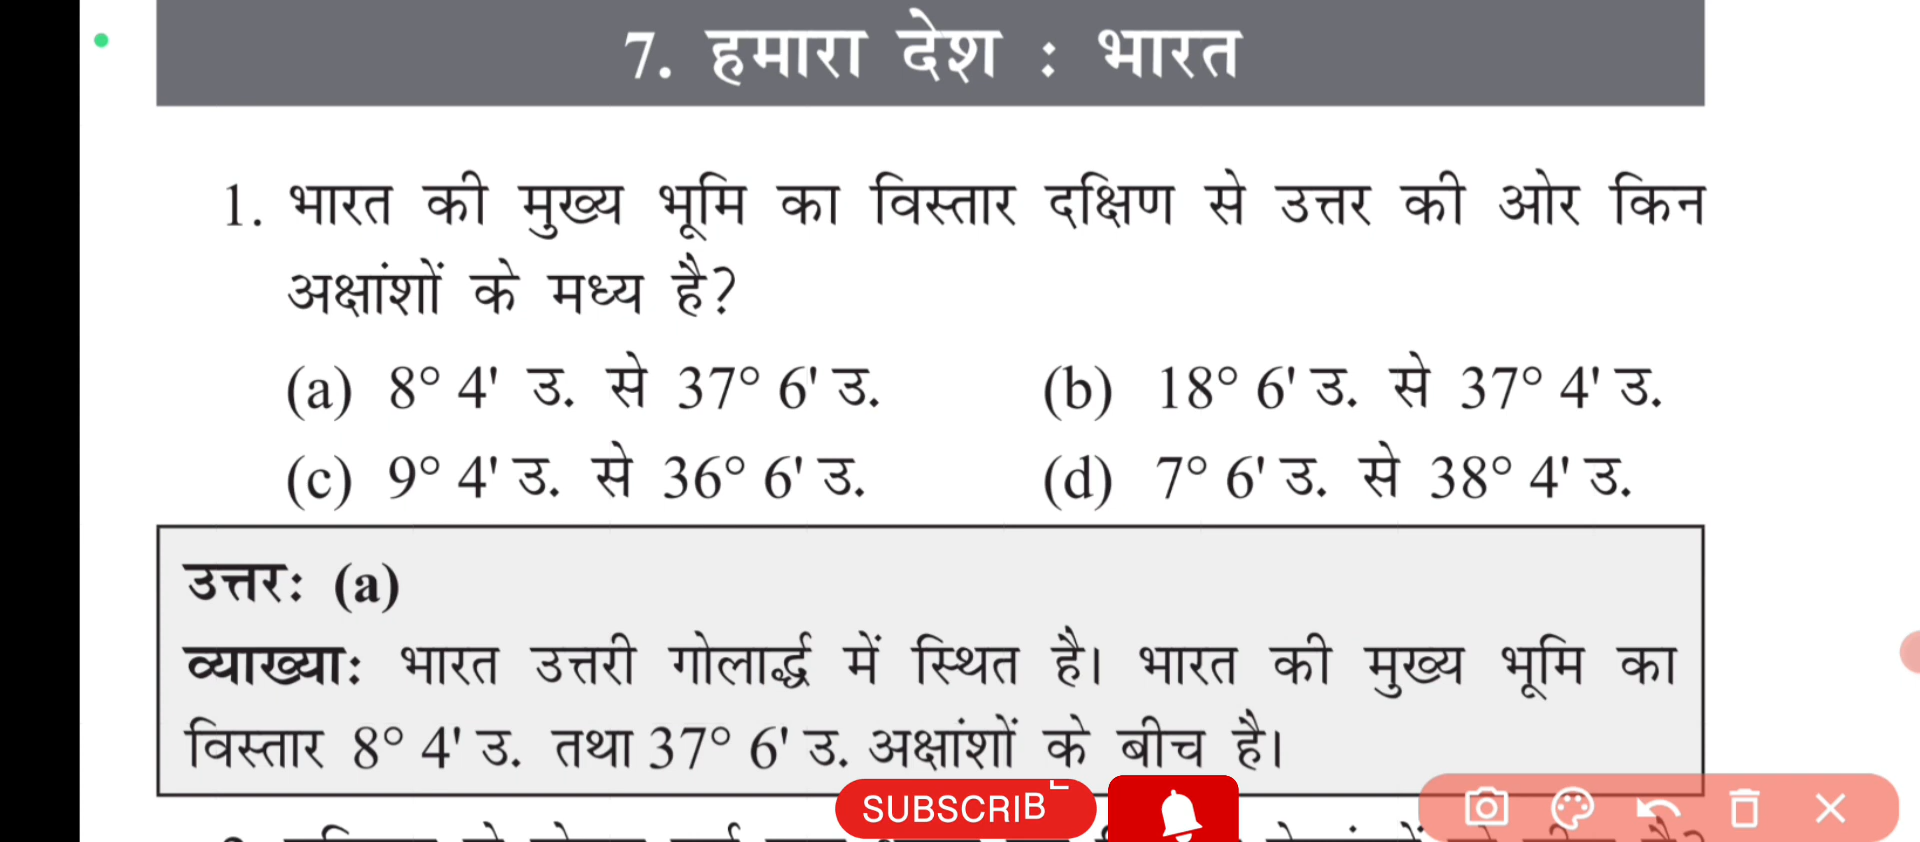 7. हमारा देश : भारत
1. भारत की मुख्य भूमि का विस्तार दक्षिण से उत्तर की ओर किन
अक्षांशों के मध्य है?
(a) 8° 4' उ. से 37° 6' उ. (b) 18° 6' उ. से 37° 4' उ.
(c) 9° 4' उ. से 36° 6' उ. (d) 7° 6' उ. से 38° 4' उ.
उत्तरः (a)
व्याख्याः भारत उत्तरी गोलार्द्ध में स्थित है। भारत की मुख्य भूमि का
विस्तार 8° 4' उ. तथा 37° 6' उ. अक्षांशों के बीच है।
SUBSCRIB